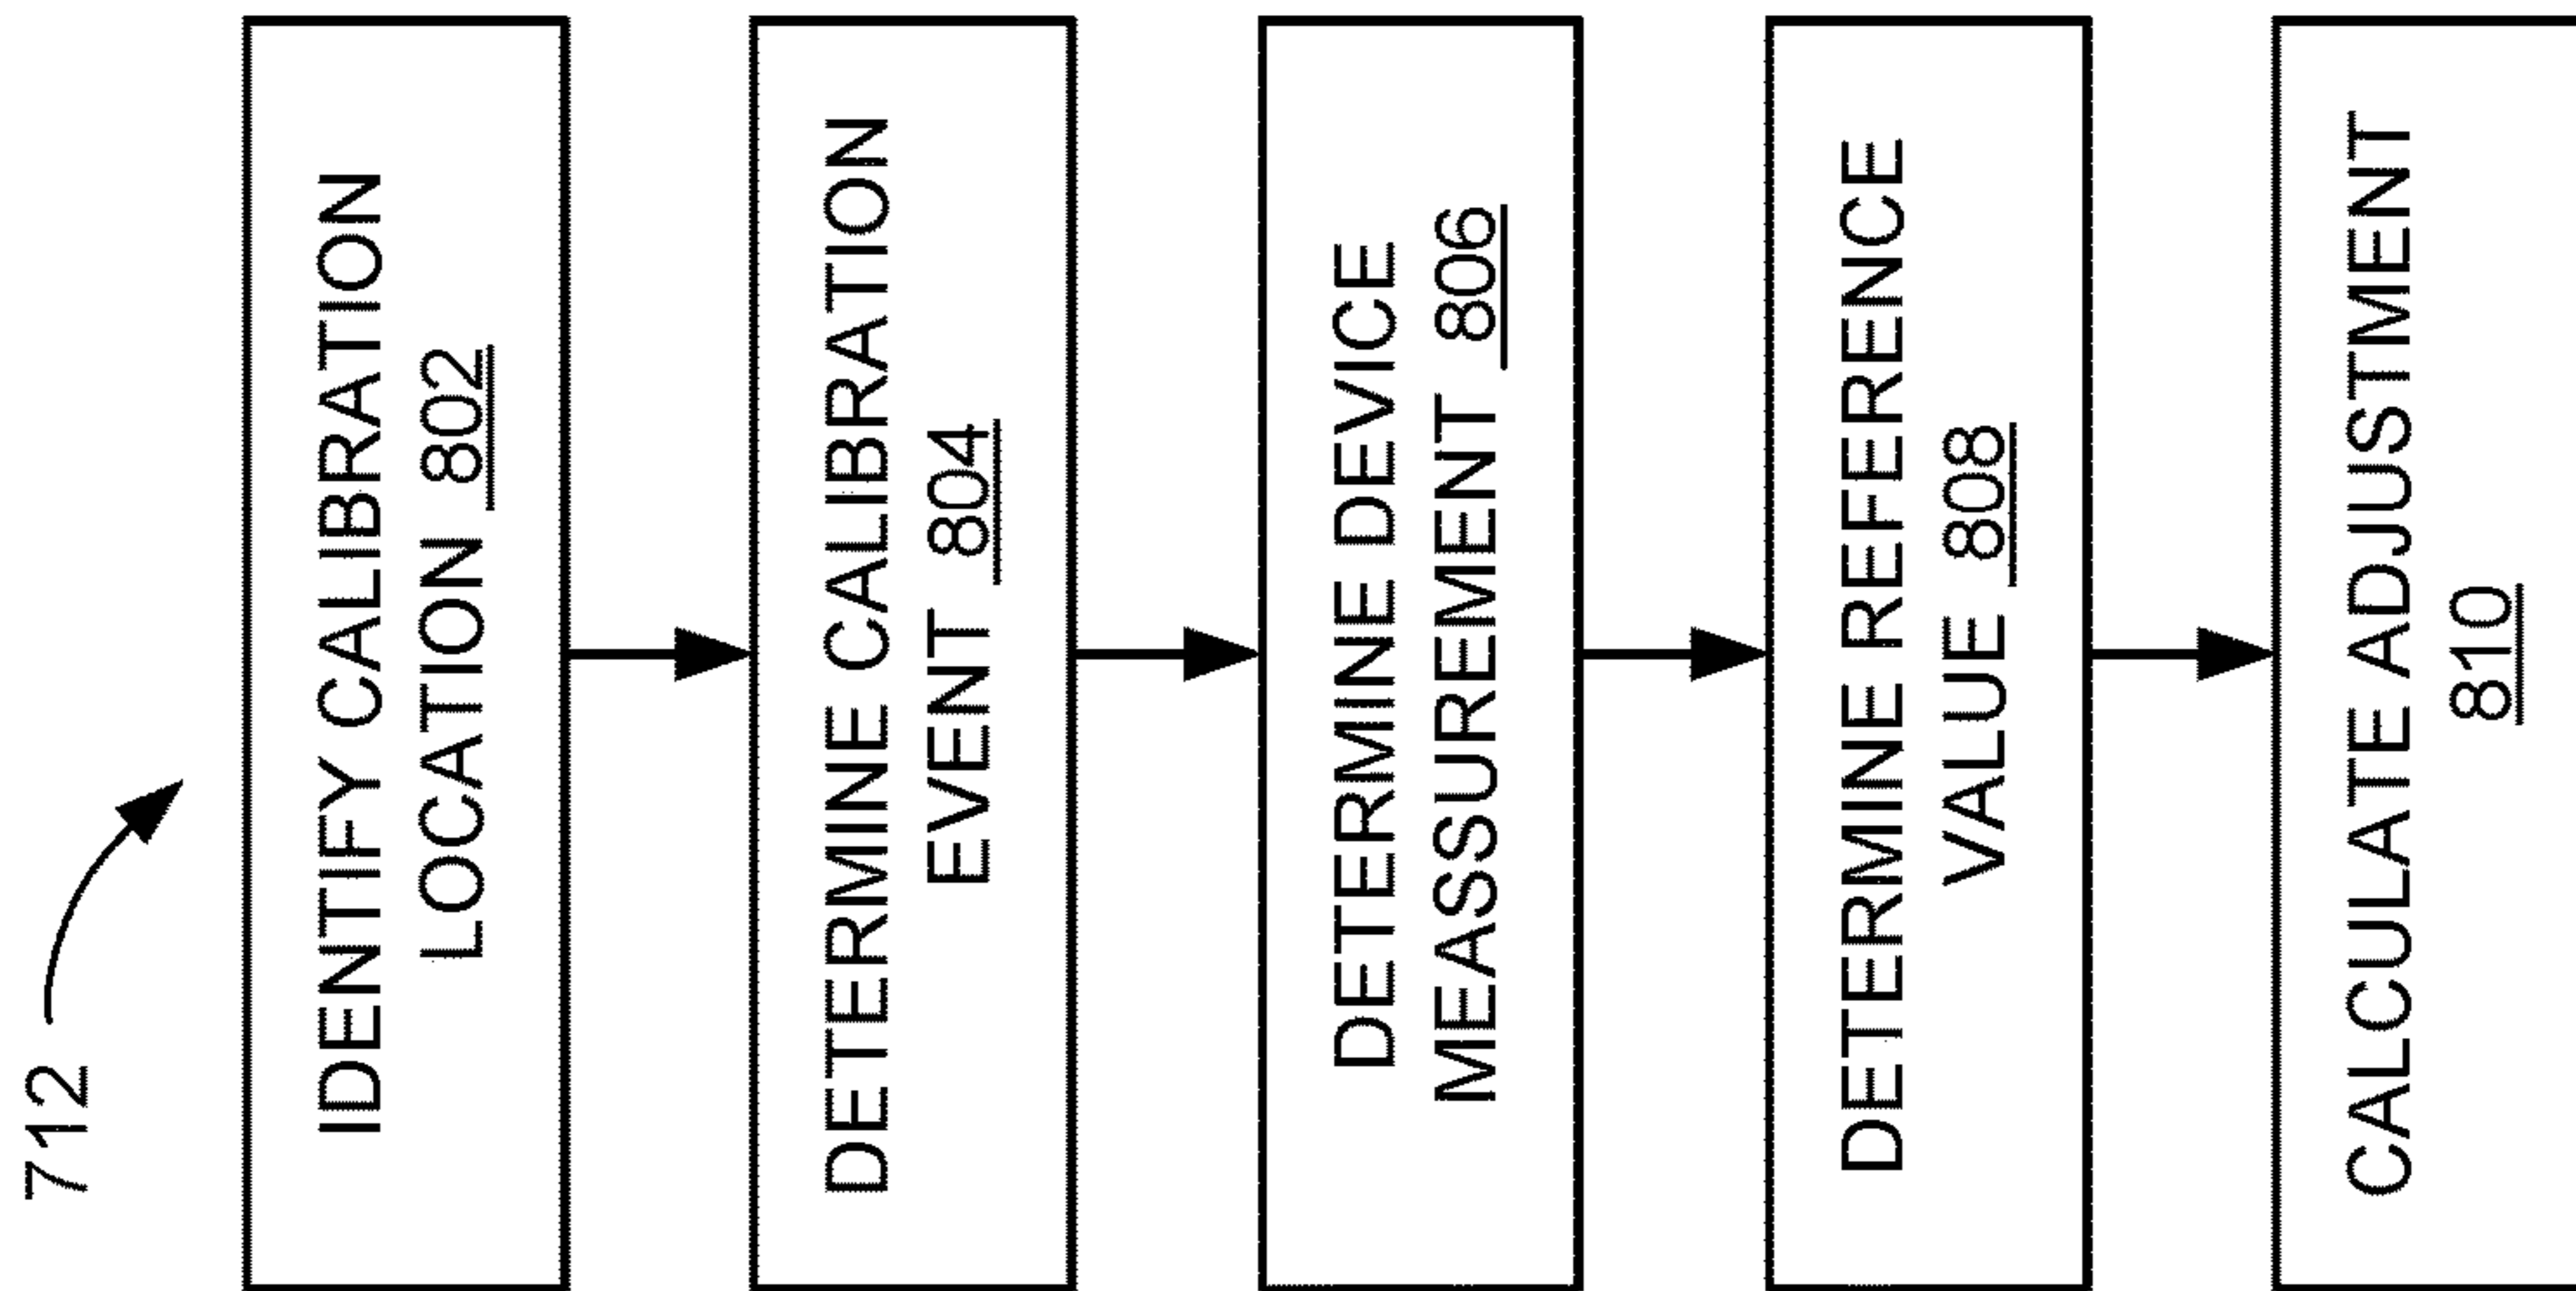 712
IDENTIFY CALIBRATION
LOCATION 802
DETERMINE CALIBRATION
EVENT 804
DETERMINE DEVICE
MEASSUREMENT 806
DETERMINE REFERENCE
VALUE 808
CALCULATE ADJUSTMENT
810